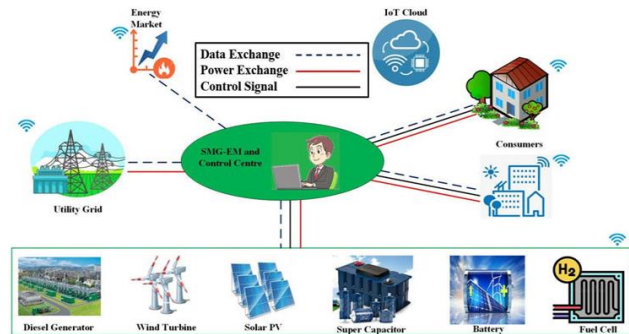 Energy
Market
IoT Cloud
Data Exchange
Power Exchange
Control Signal
SMG-EM and
Control Centre
Consumers
Utility Grid
H2
Diesel Generator
Wind Turbine
Solar PV
Super Capacitor
Battery
Fuel Cell